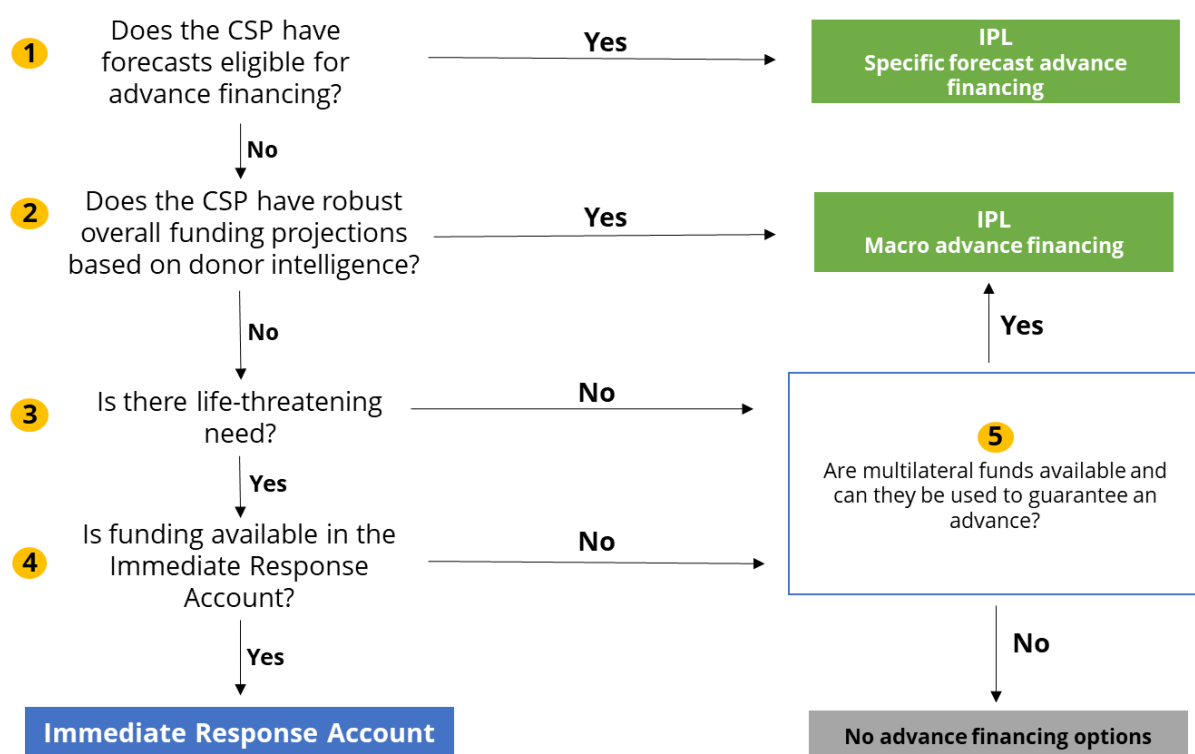 1
Does the CSP have
forecasts eligible for
advance financing?
Yes
IPL
Specific forecast advance
financing
No
2
Does the CSP have robust
overall funding projections
based on donor intelligence?
Yes
IPL
Macro advance financing
No
Yes
3
Is there life-threatening
need?
No
5
Are multilateral funds available and
can they be used to guarantee an
advance?
Yes
4
Is funding available in the
Immediate Response
Account?
No
Yes
No
Immediate Response Account
No advance financing options